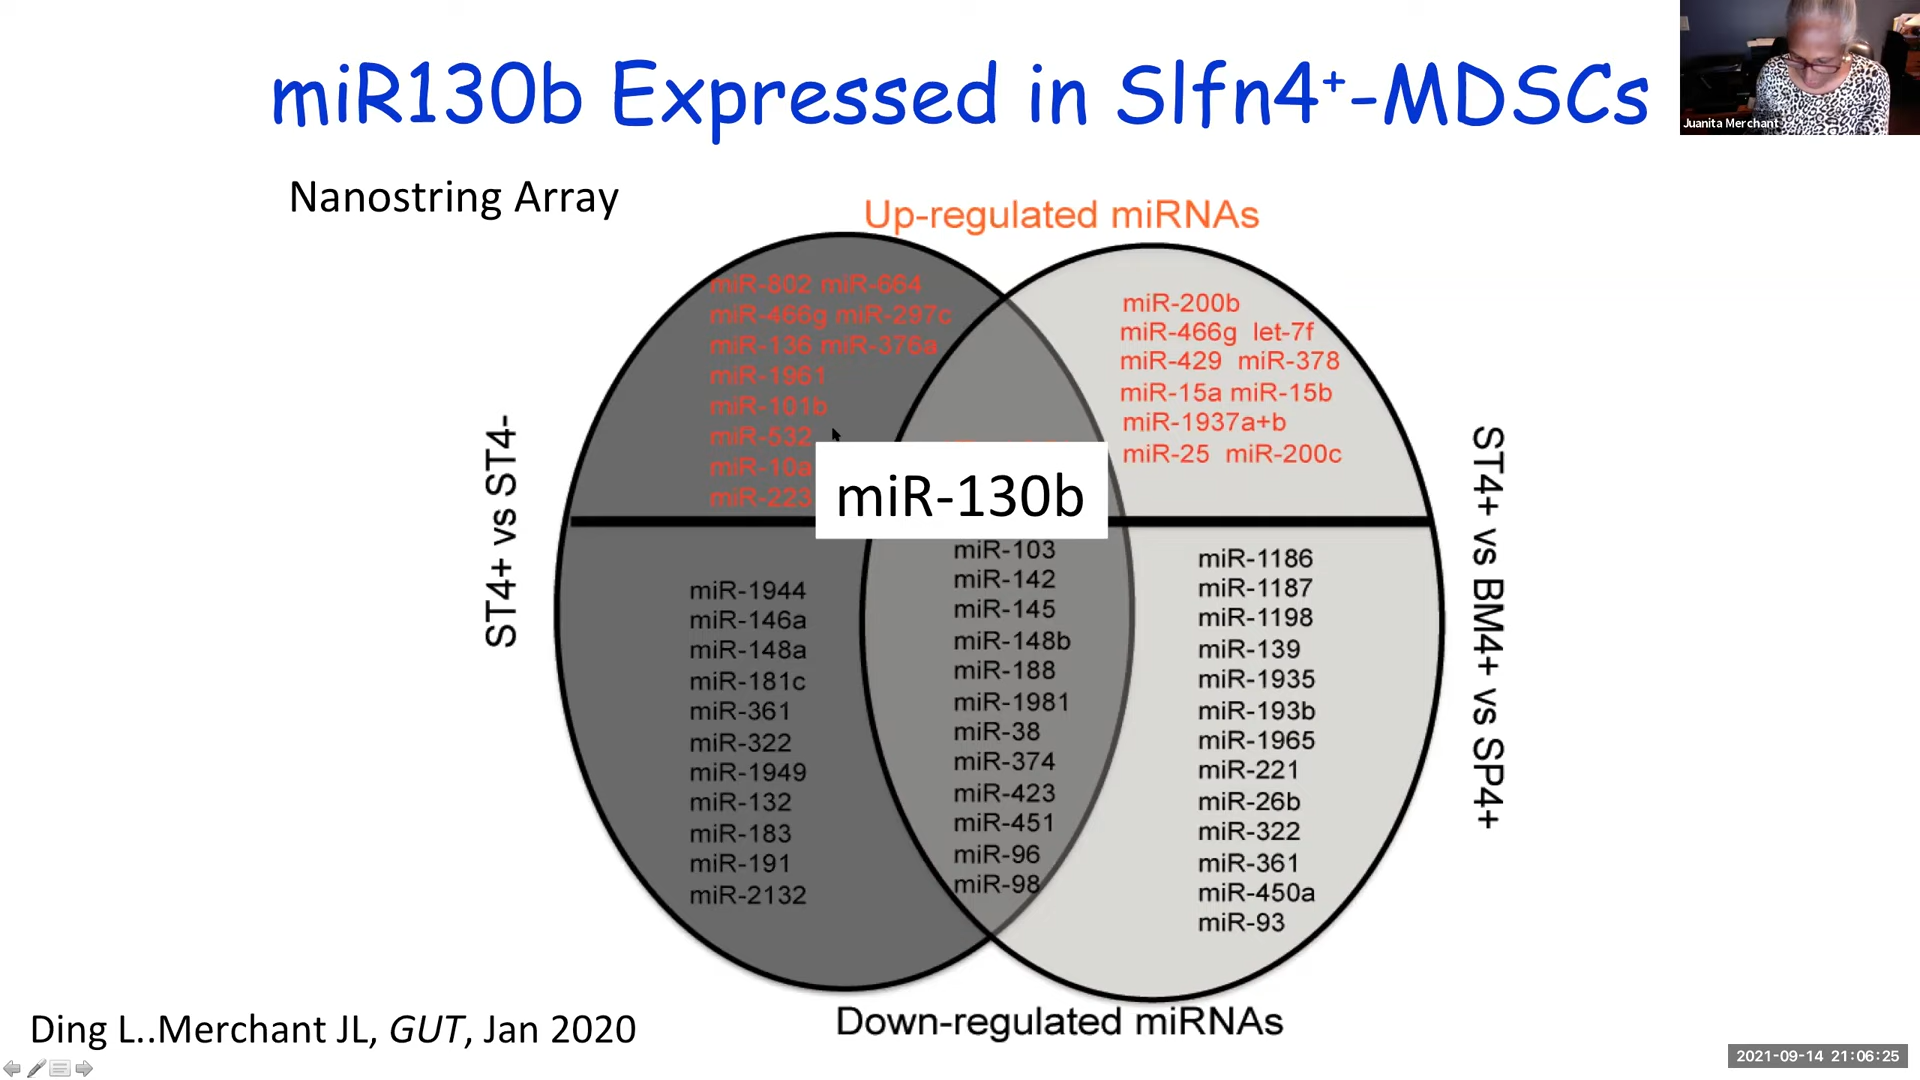 miR130b Expressed in Slfn4+-MDSCs
Juanita Merchant
Nanostring Array
Up-regulated miRNAs
miR-802 miR-664
miR-466g miR-297c
miR-136 miR-376a
miR-1961
miR-101b
miR-532
miR-10a
miR-223
miR-200b
miR-466g let-7f
miR-429 miR-378
miR-15a miR-15b
miR-1937a+b
miR-25 miR-200c
miR-130b
ST4+ vs ST4-
ST4+ vs BM4+ vs SP4+
miR-1944
miR-146a
miR-148a
miR-181c
miR-361
miR-322
miR-1949
miR-132
miR-183
miR-191
miR-2132
miR-103
miR-142
miR-145
miR-148b
miR-188
miR-1981
miR-38
miR-374
miR-423
miR-451
miR-96
miR-98
miR-1186
miR-1187
miR-1198
miR-139
miR-1935
miR-193b
miR-1965
miR-221
miR-26b
miR-322
miR-361
miR-450a
miR-93
Down-regulated miRNAs
Ding L..Merchant JL, GUT, Jan 2020
2021-09-14 21:06:25